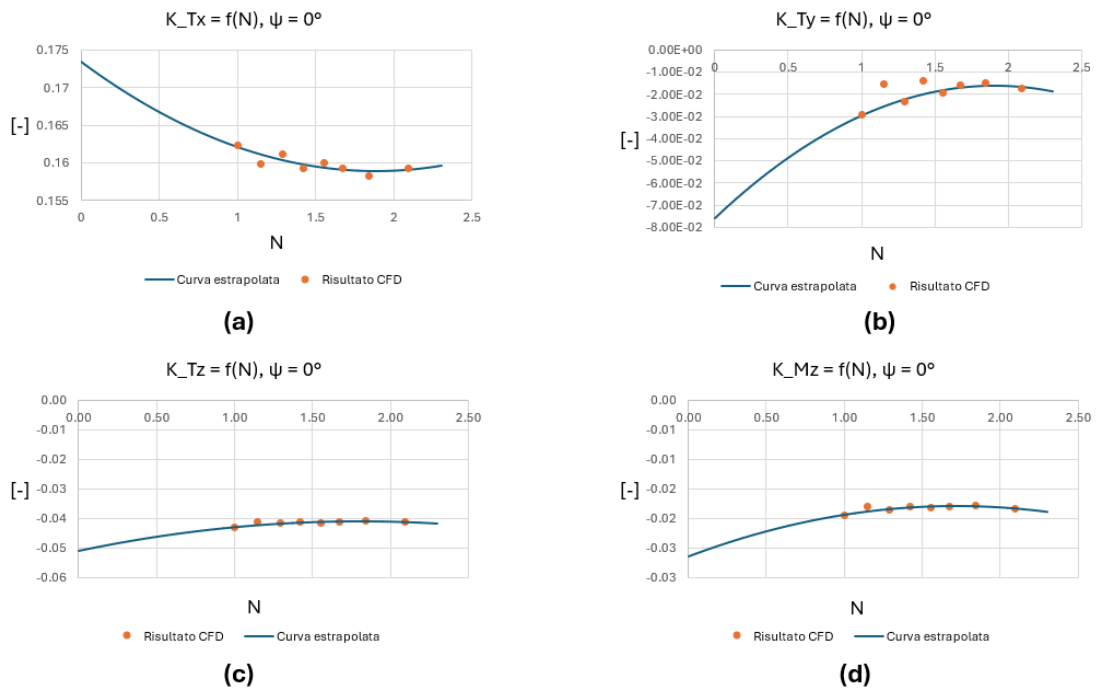 K_Tx = f(N), ψ = 0°
0.175
0.17
0.165
[-]
0.16
0.155
0 0.5 1 1.5 2 2.5
N
Curva estrapolata Risultato CFD
(a)
K_Ty = f(N), ψ = 0°
0.00E+00
0 0.5 1 1.5 2 2.5
-1.00E-02
-2.00E-02
-3.00E-02
[-]
-4.00E-02
-5.00E-02
-6.00E-02
-7.00E-02
-8.00E-02
N
Curva estrapolata Risultato CFD
(b)
K_Tz = f(N), ψ = 0°
0.00
0.00 0.50 1.00 1.50 2.00 2.50
-0.01
-0.02
-0.03
[-]
-0.04
-0.05
-0.06
N
Risultato CFD Curva estrapolata
(c)
K_Mz = f(N), ψ = 0°
0.00
0.00 0.50 1.00 1.50 2.00 2.50
-0.01
-0.01
-0.02
[-]
-0.02
-0.03
-0.03
N
Risultato CFD Curva estrapolata
(d)